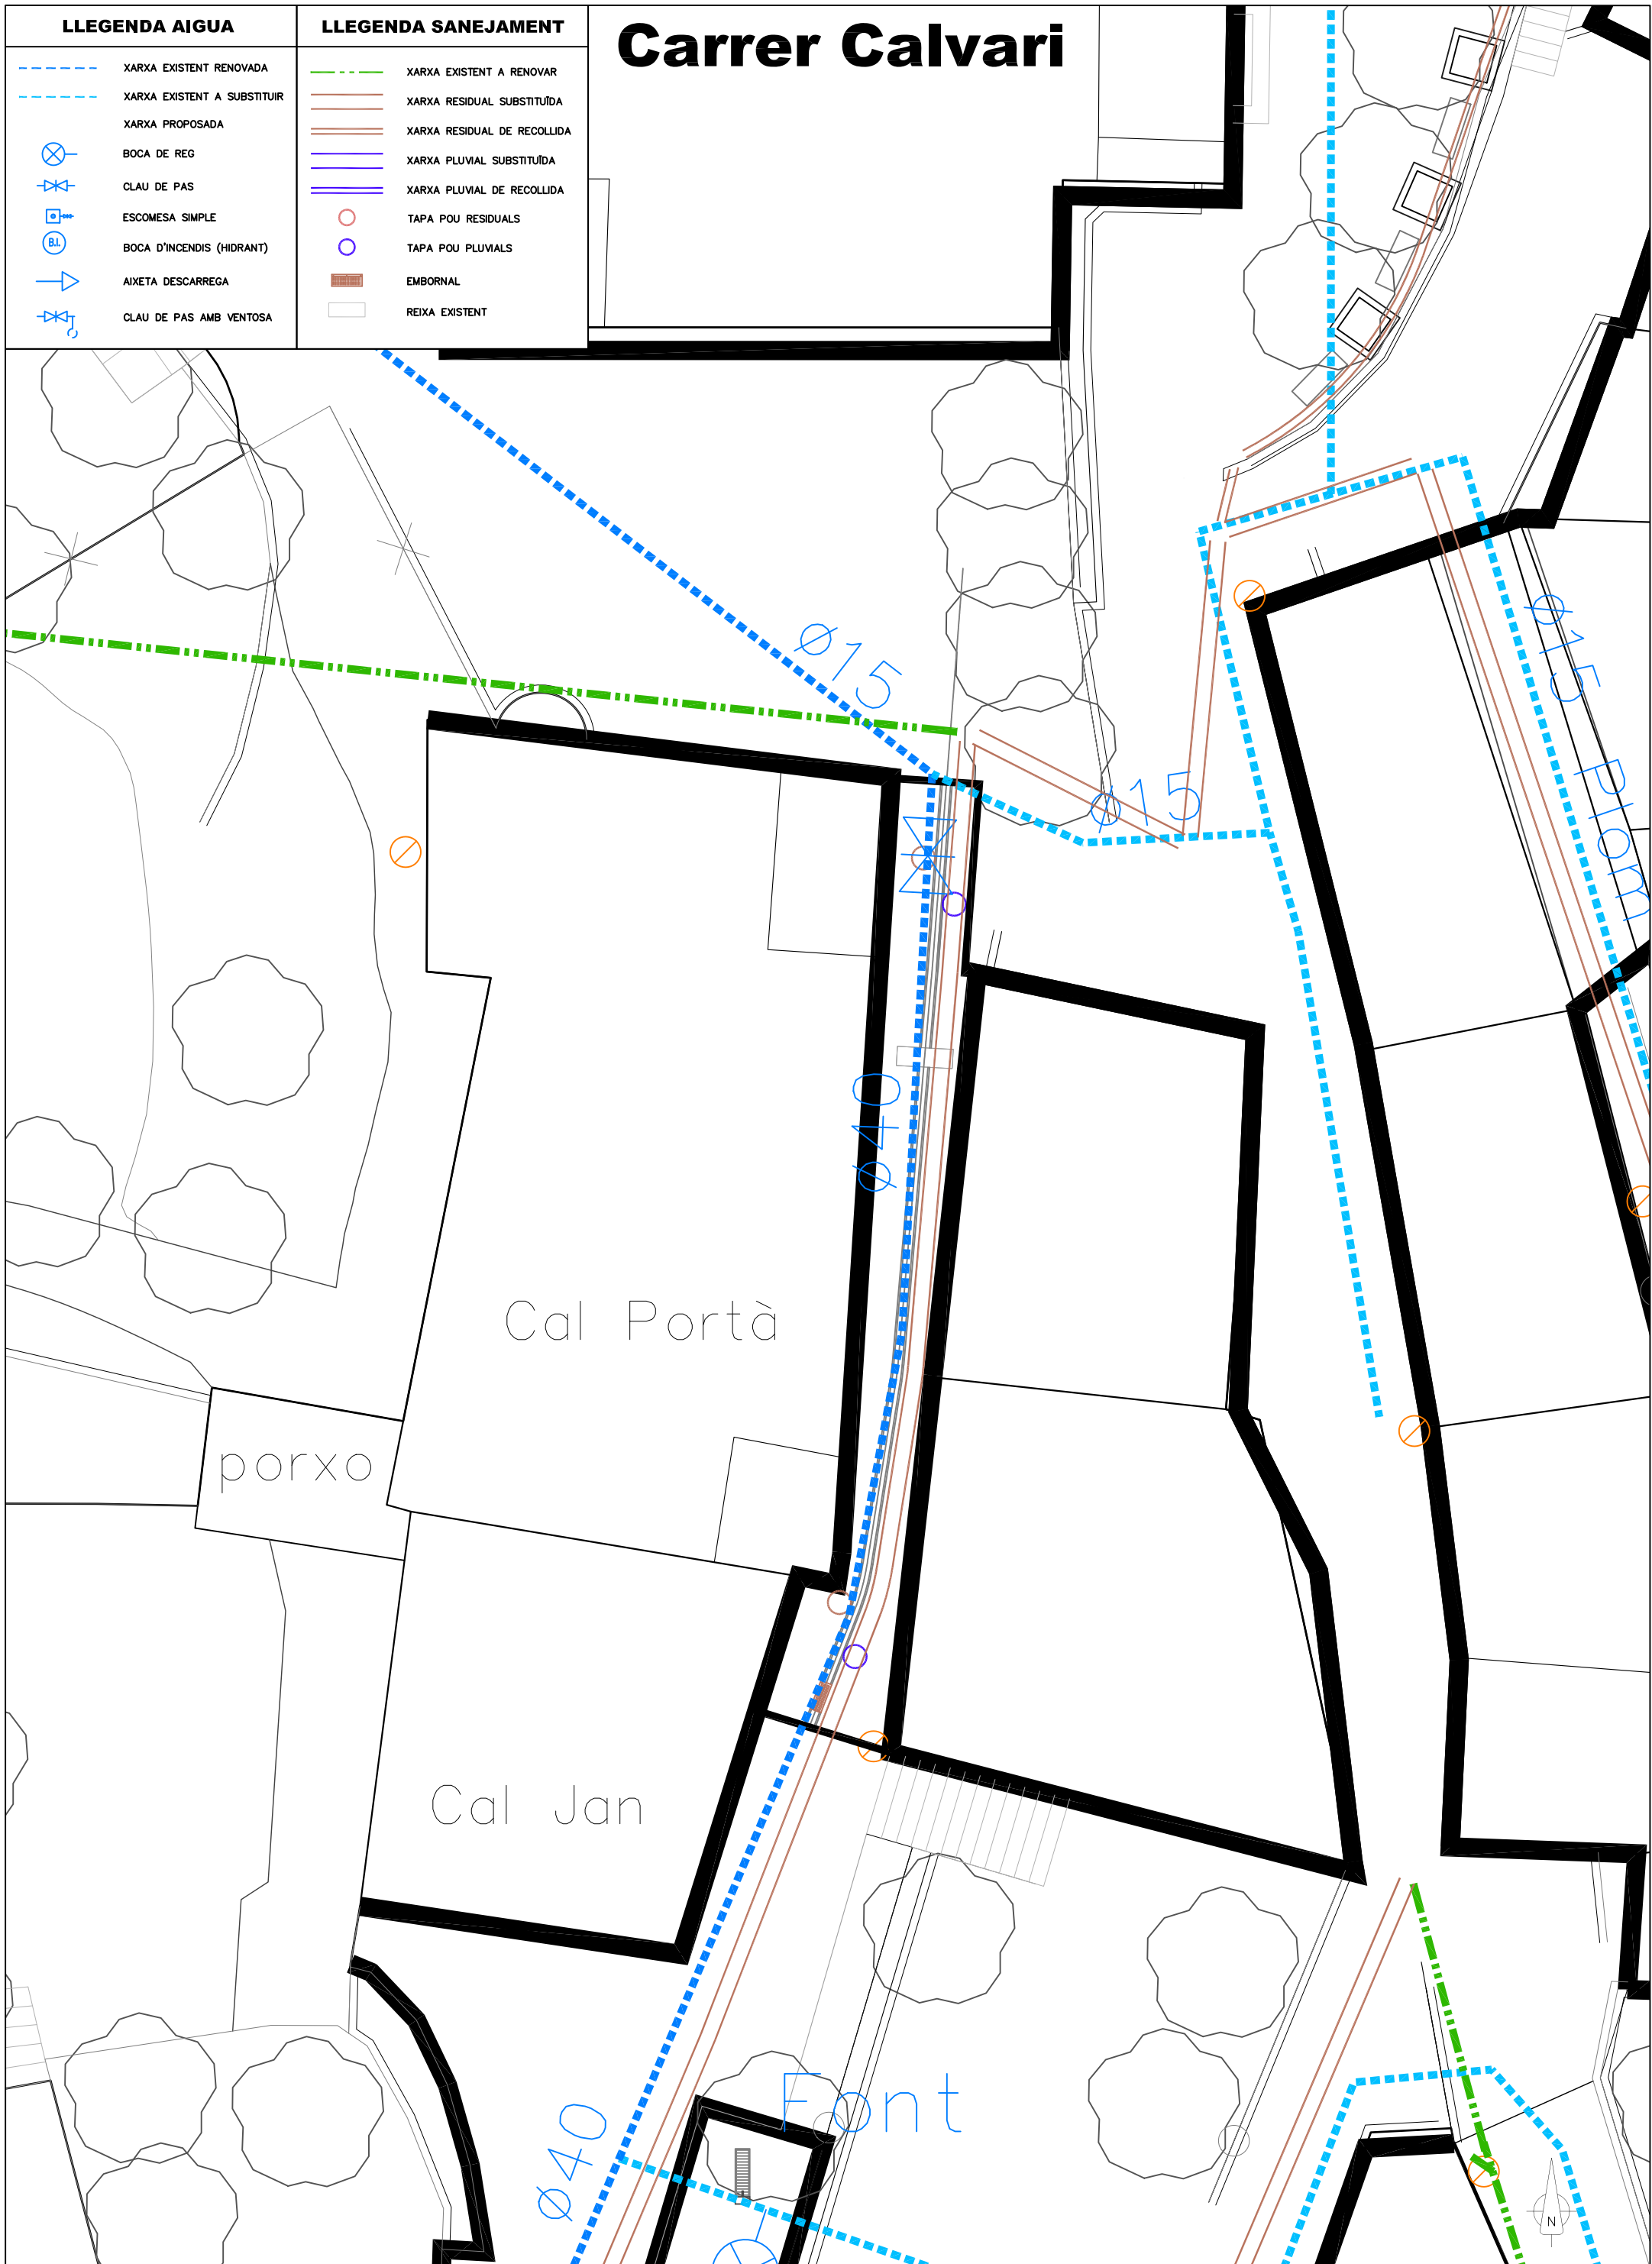 Carrer Calvari
LLEGENDA AIGUA
XARXA EXISTENT RENOVADA
XARXA EXISTENT A SUBSTITUIR
XARXA PROPOSADA
BOCA DE REG
CLAU DE PAS
ESCOMESA SIMPLE
B.I.
BOCA D'INCENDIS (HIDRANT)
AIXETA DESCARREGA
CLAU DE PAS AMB VENTOSA
LLEGENDA SANEJAMENT
XARXA EXISTENT A RENOVAR
XARXA RESIDUAL SUBSTITUÏDA
XARXA RESIDUAL DE RECOLLIDA
XARXA PLUVIAL SUBSTITUÏDA
XARXA PLUVIAL DE RECOLLIDA
TAPA POU RESIDUALS
TAPA POU PLUVIALS
EMBORNAL
REIXA EXISTENT
Ø15
Ø15 Plom
Ø15
Ø40
Cal Portà
porxo
Cal Jan
Font
Ø40
N